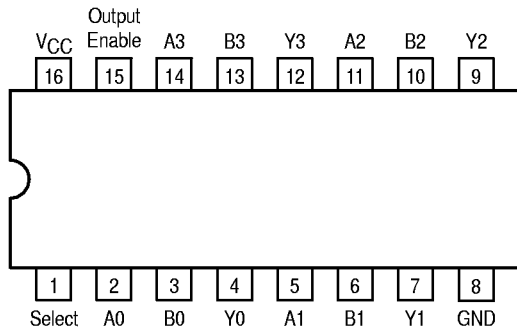 Output
VCC Enable A3 B3 Y3 A2 B2 Y2
16 15 14 13 12 11 10 9
1 2 3 4 5 6 7 8
Select A0 B0 Y0 A1 B1 Y1 GND